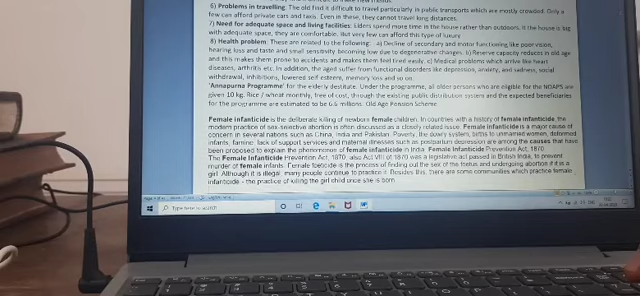 6) Problems in travelling. The old find it difficult to travel particularly in public transports which are mostly crowded. Only a
few can afford private cars and taxis. Even in these, they cannot travel long distances.
7) Need for adequate space and living facilities: Elders spend more time in the house rather than outdoors. If the house is big
with adequate space, they are comfortable. But very few can afford this type of luxury
8) Health problem: These are related to the following: a) Decline of secondary and motor functioning like poor vision,
hearing loss and taste and smell sensitivity becoming low due to degenerative changes. b) Reserve capacity reduces in old age
and this makes them prone to accidents and makes them feel tired easily. c) Medical problems which arrive like heart
diseases, arthritis etc. In addition, the aged suffer from functional disorders like depression, anxiety, and sadness, social
withdrawal, inhibitions, lowered self esteem, memory loss and so on.
'Annapurna Programme' for the elderly destitute. Under the programme, all older persons who are eligible for the NOAPS are
given 10 kg. Rice / wheat monthly, free of cost, through the existing public distribution system and the expected beneficiaries
for the programme are estimated to be 6.6 millions. Old Age Pension Scheme
Female infanticide is the deliberate killing of newborn female children. In countries with a history of female infanticide, the
modern practice of sex-selective abortion is often discussed as a closely related issue. Female infanticide is a major cause of
concern in several nations such as China, India and Pakistan. Poverty, the dowry system, births to unmarried women, deformed
infants, famine, lack of support services and maternal illnesses such as postpartum depression are among the causes that have
been proposed to explain the phenomenon of female infanticide in India. Female Infanticide Prevention Act, 1870
The Female Infanticide Prevention Act, 1870, also Act VIII of 1870 was a legislative act passed in British India, to prevent
murder of female infants. Female foeticide is the process of finding out the sex of the foetus and undergoing abortion if it is a
girl. Although it is illegal, many people continue to practice it. Besides this, there are some communities which practice female
infanticide - the practice of killing the girl child once she is born
Type here to search